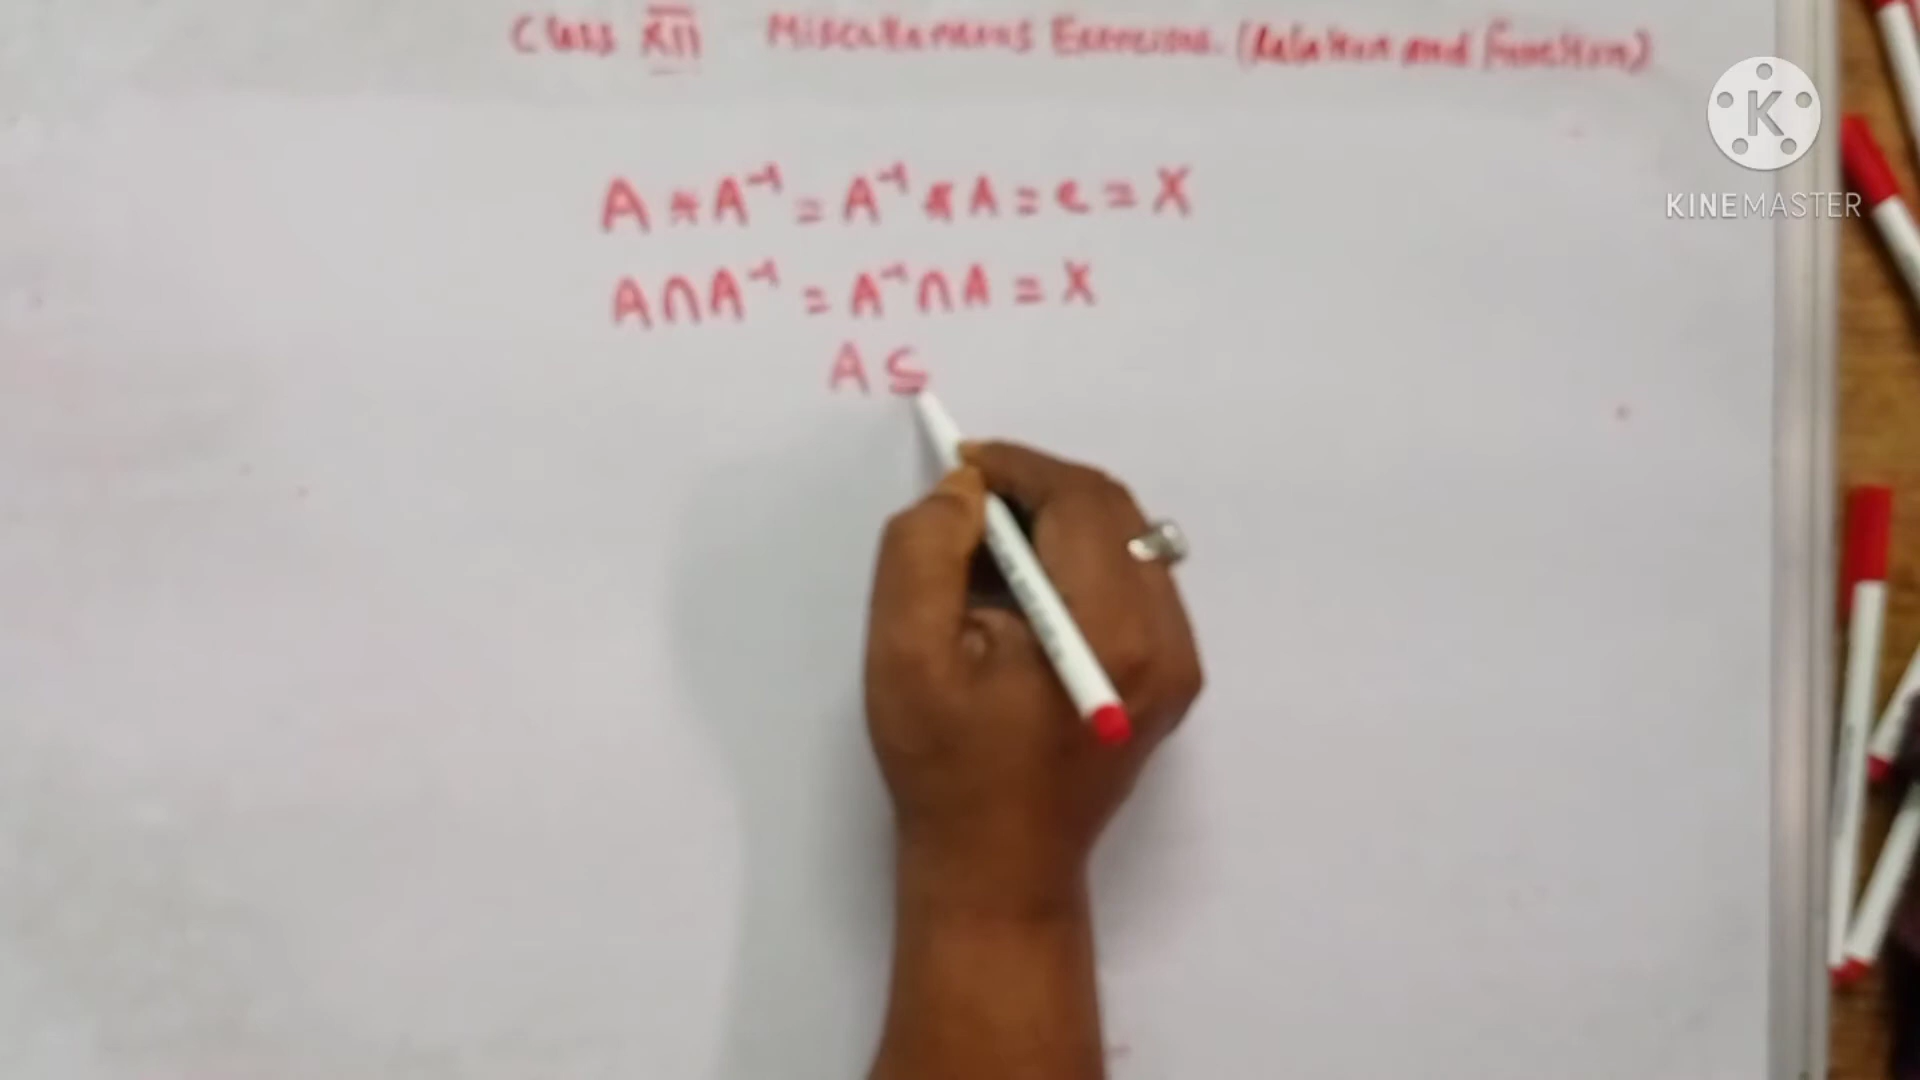 Class XII Miscellaneous Exercise. (Relation and Function)
A * A⁻¹ = A⁻¹ * A = e = X
A ∩ A⁻¹ = A⁻¹ ∩ A = X
A ⊆
K
KINEMASTER